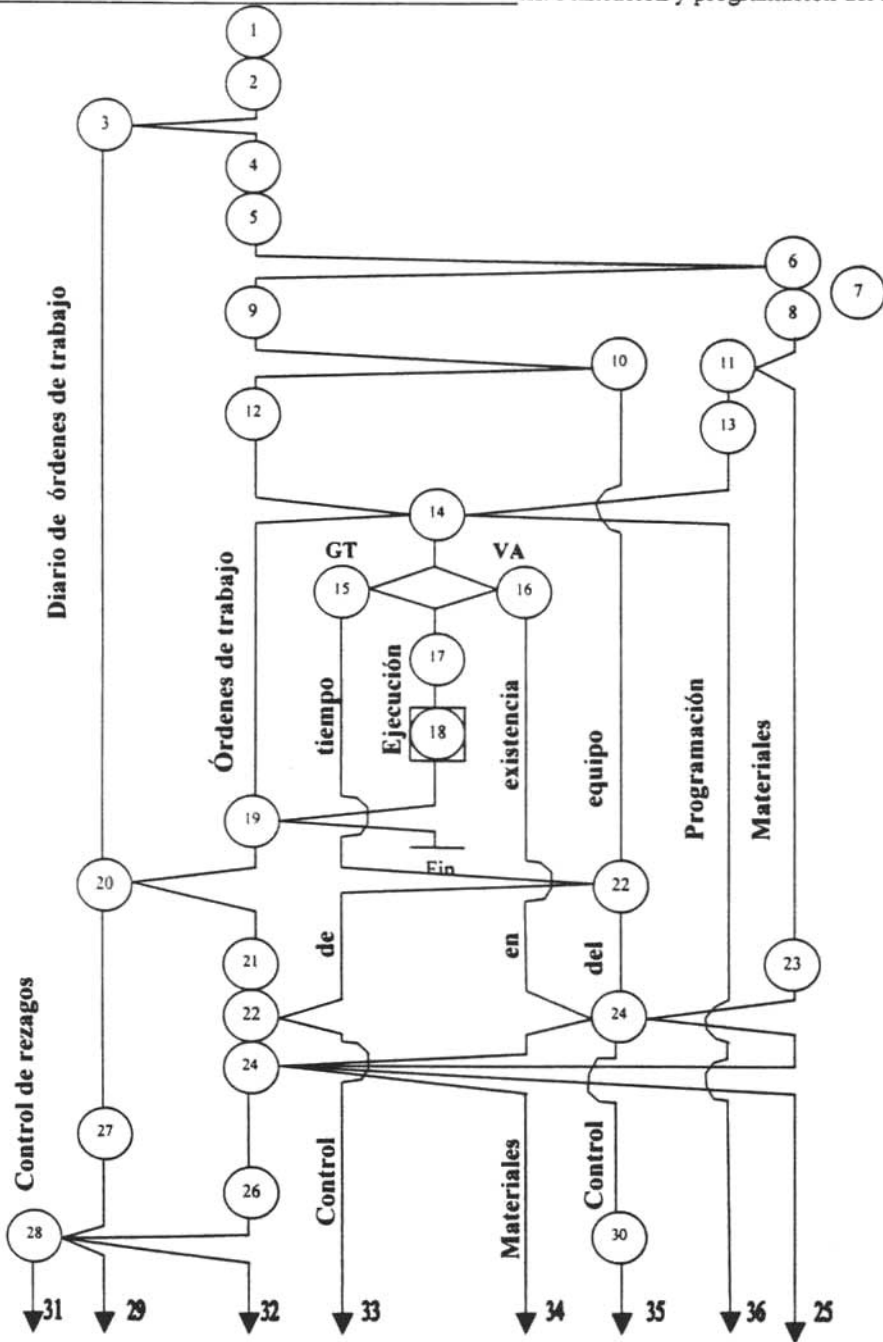 y programación del
1
2
3
4
5
6
7
8
9
10
11
12
13
14
GT
VA
15
16
17
18
19
20
21
22
22
23
24
24
26
27
28
30
Diario de órdenes de trabajo
Órdenes de trabajo
Control de tiempo
Ejecución
Fin
Materiales en existencia
Control del equipo
Programación
Materiales
Control de rezagos
31
29
32
33
34
35
36
25